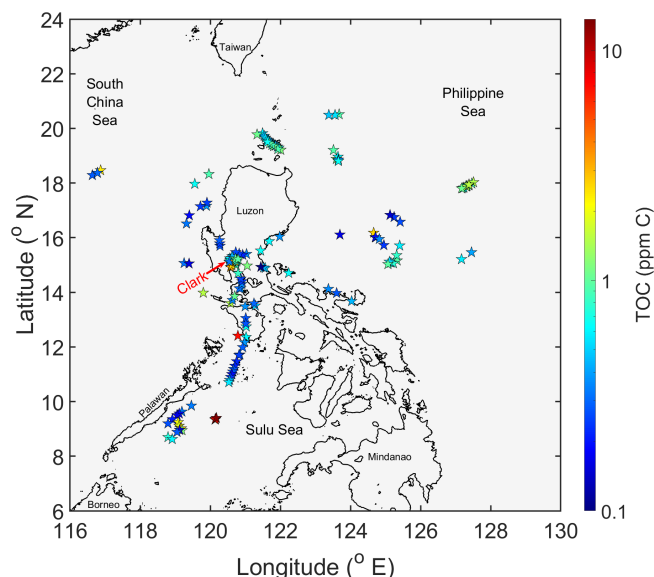 24
22
20
18
16
14
12
10
8
6
116
118
120
122
124
126
128
130
Latitude (° N)
Longitude (° E)
Taiwan
South
China
Sea
Philippine
Sea
Luzon
Clark
Palawan
Sulu Sea
Mindanao
Borneo
10
1
0.1
TOC (ppm C)